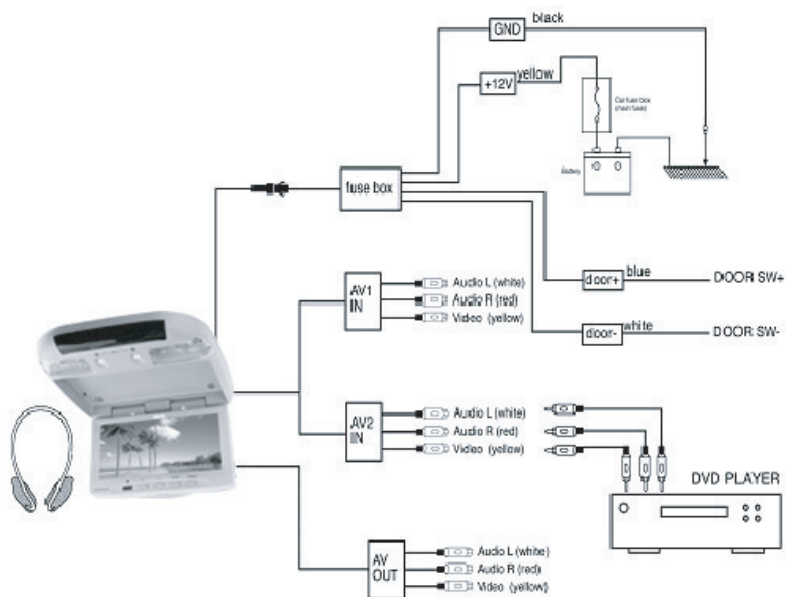 black
GND
yellow
+12V
Car fuse box
(main fuse)
Battery
fuse box
door+
blue
DOOR SW+
door-
white
DOOR SW-
AV1
IN
Audio L (white)
Audio R (red)
Video (yellow)
AV2
IN
Audio L (white)
Audio R (red)
Video (yellow)
DVD PLAYER
AV
OUT
Audio L (white)
Audio R (red)
Video (yellow)